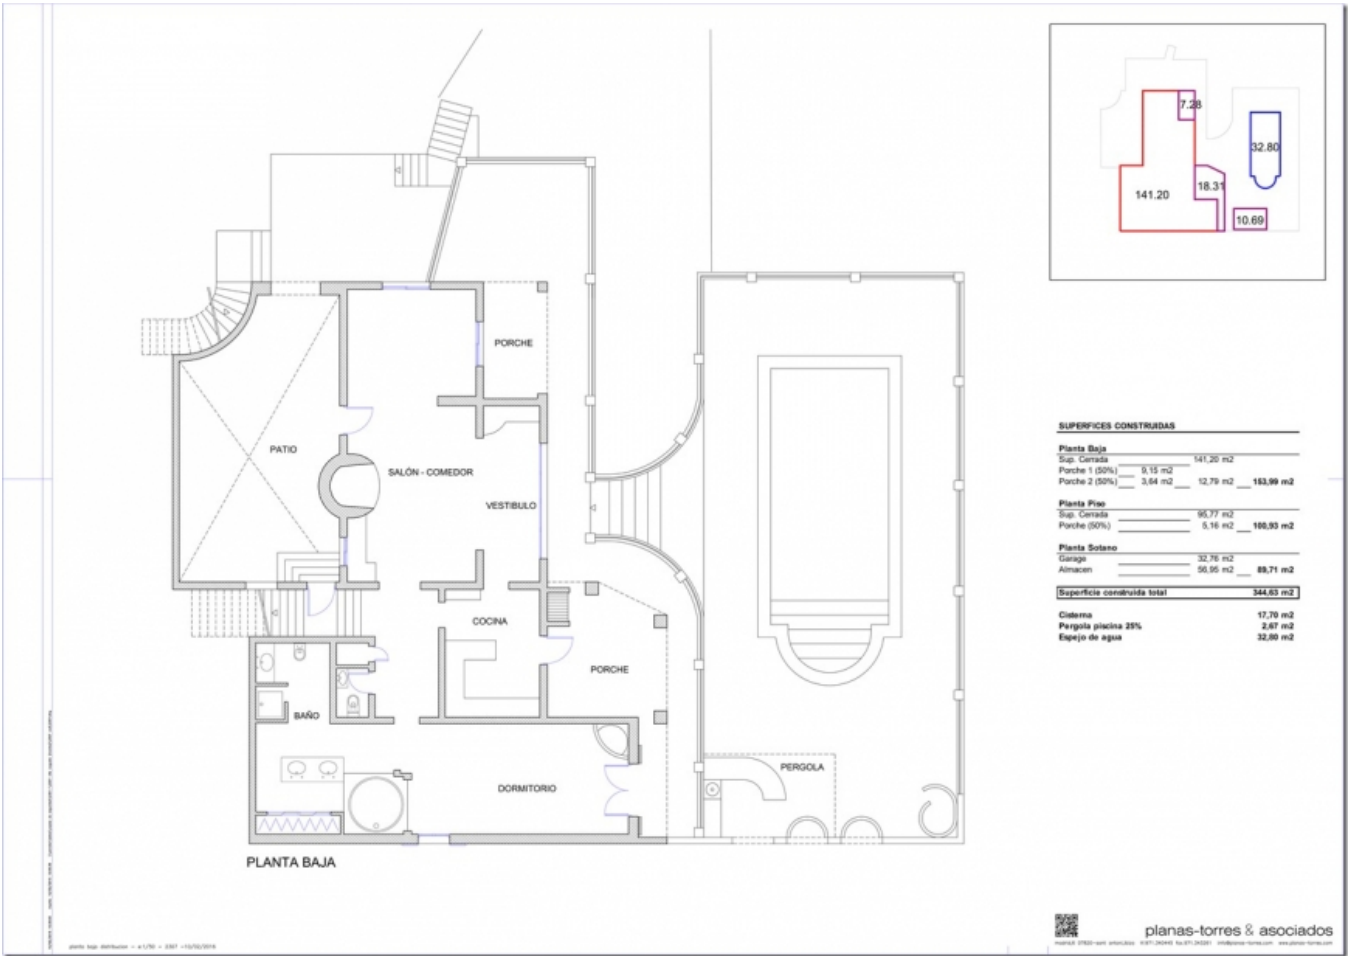 7.28
32.80
18.31
141.20
10.69
PORCHE
PATIO
SALÓN - COMEDOR
VESTIBULO
COCINA
PORCHE
BAÑO
DORMITORIO
PERGOLA
PLANTA BAJA
SUPERFICES CONSTRUIDAS
Planta Baja
Sup. Cerrada 141,20 m2
Porche 1 (50%) 9,15 m2
Porche 2 (50%) 3,64 m2 12,79 m2 153,99 m2
Planta Piso
Sup. Cerrada 95,77 m2
Porche (50%) 5,16 m2 100,93 m2
Planta Sotano
Garage 32,76 m2
Almacen 56,95 m2 89,71 m2
Superficie construida total 344,63 m2
Cisterna 17,70 m2
Pergola piscina 25% 2,67 m2
Espejo de agua 32,80 m2
planas-torres & asociados